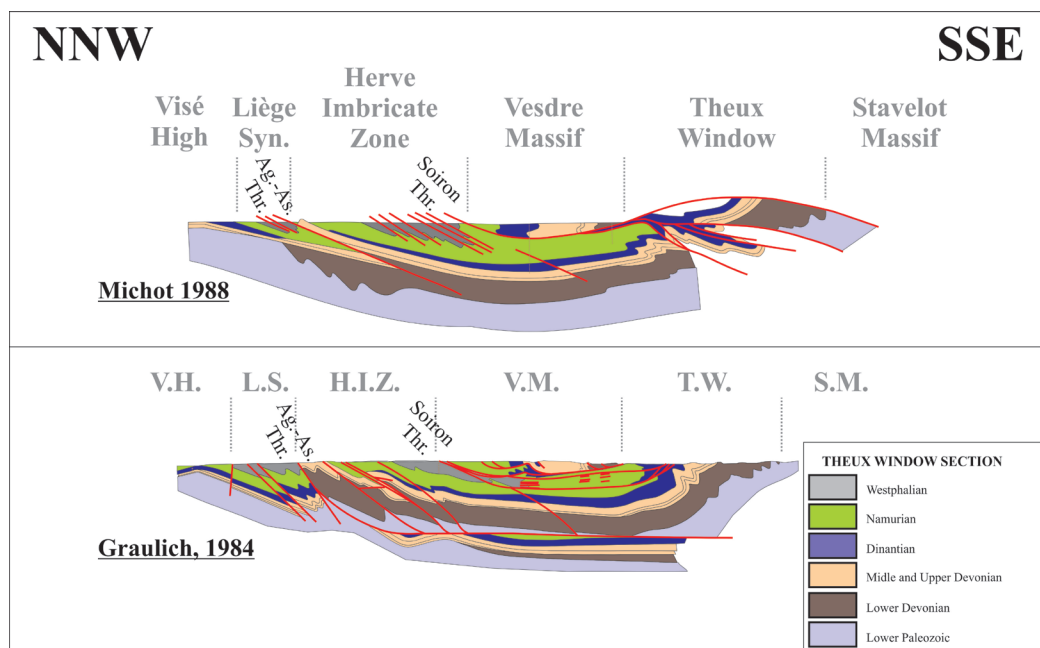 NNW
SSE
Visé
High
Liège
Syn.
Herve
Imbricate
Zone
Vesdre
Massif
Theux
Window
Stavelot
Massif
Ag.-As.
Thr.
Soiron
Thr.
Michot 1988
V.H.
L.S.
H.I.Z.
V.M.
T.W.
S.M.
Ag.-As.
Thr.
Soiron
Thr.
Graulich, 1984
THEUX WINDOW SECTION
Westphalian
Namurian
Dinantian
Midle and Upper Devonian
Lower Devonian
Lower Paleozoic